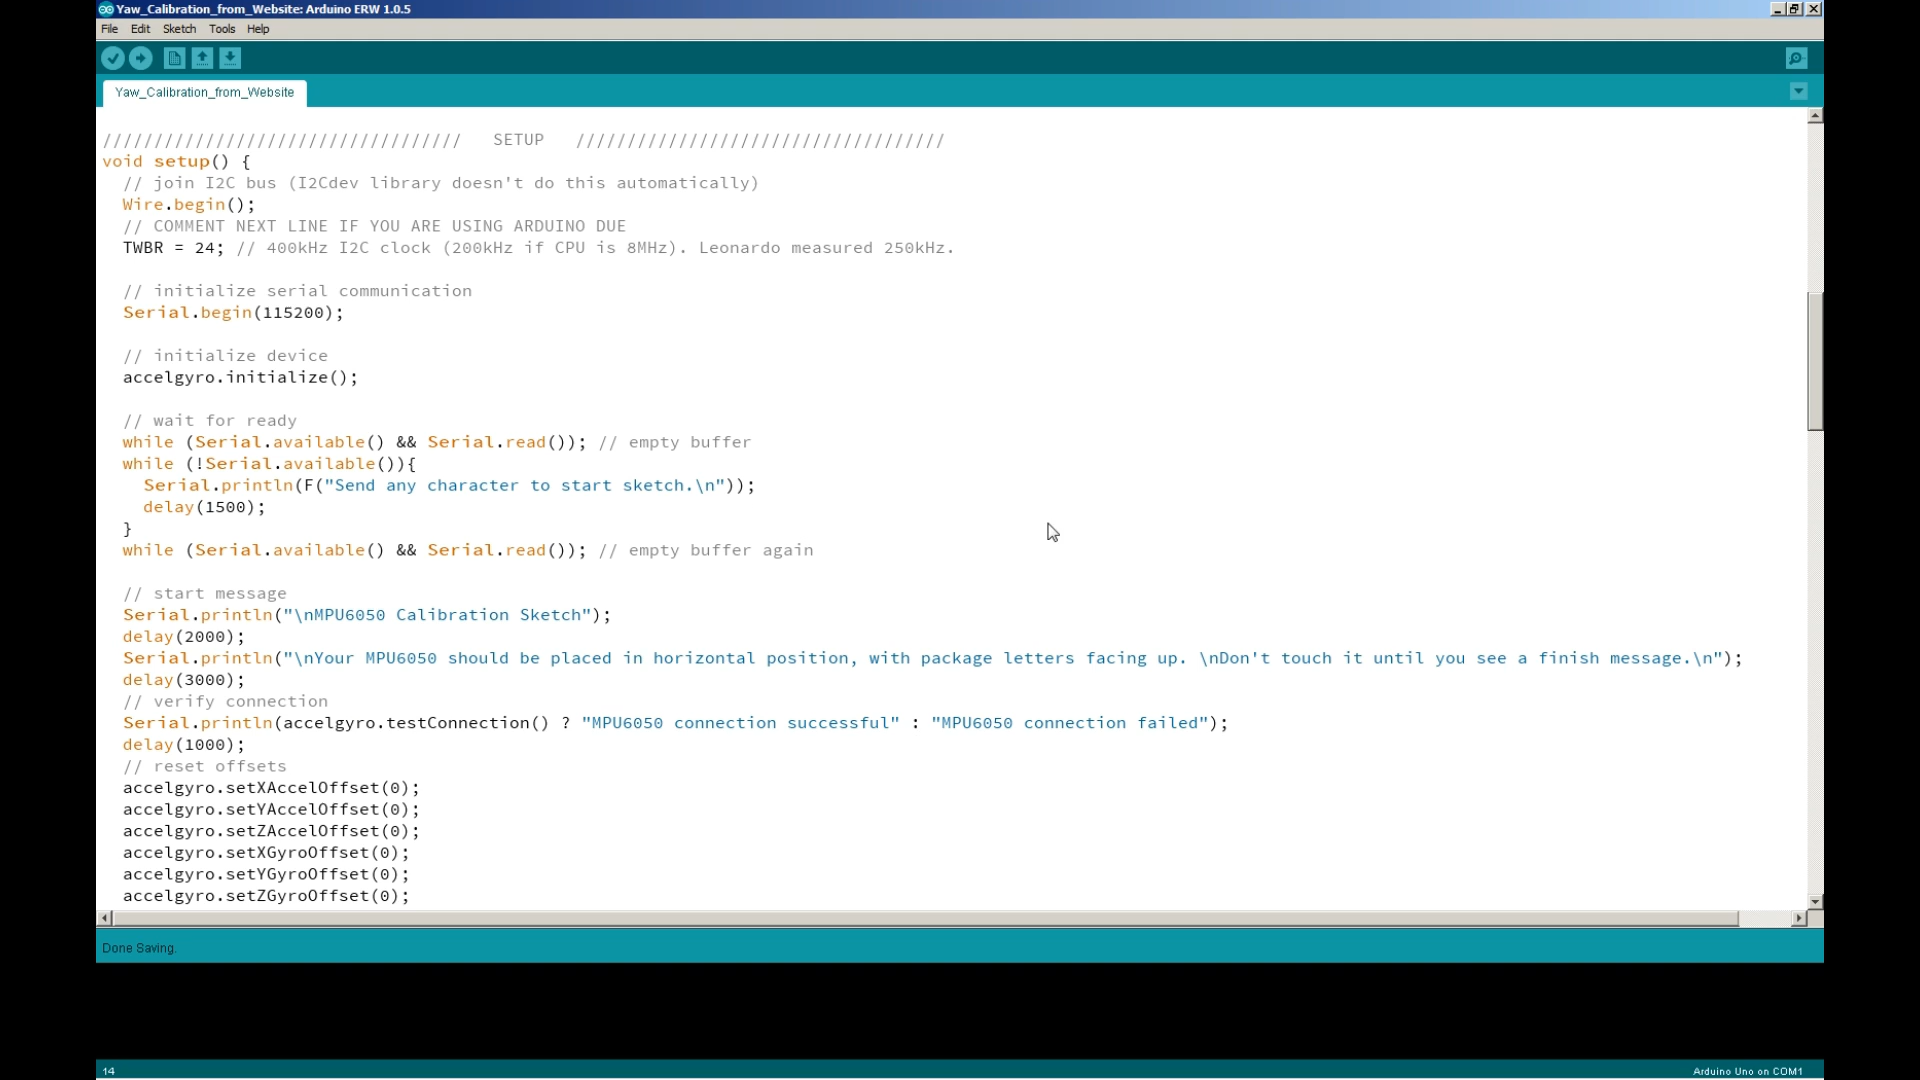 Yaw_Calibration_from_Website: Arduino ERW 1.0.5
File Edit Sketch Tools Help
Yaw_Calibration_from_Website
///////////////////////////////////   SETUP   ////////////////////////////////////
void setup() {
  // join I2C bus (I2Cdev library doesn't do this automatically)
  Wire.begin();
  // COMMENT NEXT LINE IF YOU ARE USING ARDUINO DUE
  TWBR = 24; // 400kHz I2C clock (200kHz if CPU is 8MHz). Leonardo measured 250kHz.
  // initialize serial communication
  Serial.begin(115200);
  // initialize device
  accelgyro.initialize();
  // wait for ready
  while (Serial.available() && Serial.read()); // empty buffer
  while (!Serial.available()){
    Serial.println(F("Send any character to start sketch.\n"));
    delay(1500);
  }
  while (Serial.available() && Serial.read()); // empty buffer again
  // start message
  Serial.println("\nMPU6050 Calibration Sketch");
  delay(2000);
  Serial.println("\nYour MPU6050 should be placed in horizontal position, with package letters facing up. \nDon't touch it until you see a finish message.\n");
  delay(3000);
  // verify connection
  Serial.println(accelgyro.testConnection() ? "MPU6050 connection successful" : "MPU6050 connection failed");
  delay(1000);
  // reset offsets
  accelgyro.setXAccelOffset(0);
  accelgyro.setYAccelOffset(0);
  accelgyro.setZAccelOffset(0);
  accelgyro.setXGyroOffset(0);
  accelgyro.setYGyroOffset(0);
  accelgyro.setZGyroOffset(0);
Done Saving.
14
Arduino Uno on COM1